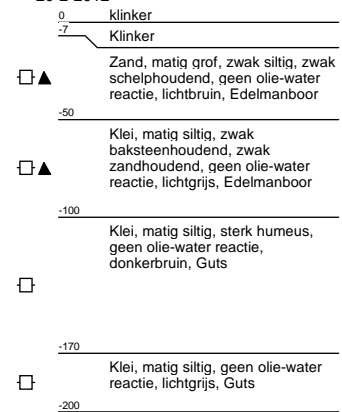 0 klinker
-7 Klinker
Zand, matig grof, zwak siltig, zwak
schelphoudend, geen olie-water
reactie, lichtbruin, Edelmanboor
-50
Klei, matig siltig, zwak
baksteenhoudend, zwak
zandhoudend, geen olie-water
reactie, lichtgrijs, Edelmanboor
-100
Klei, matig siltig, sterk humeus,
geen olie-water reactie,
donkerbruin, Guts
-170
Klei, matig siltig, geen olie-water
reactie, lichtgrijs, Guts
-200